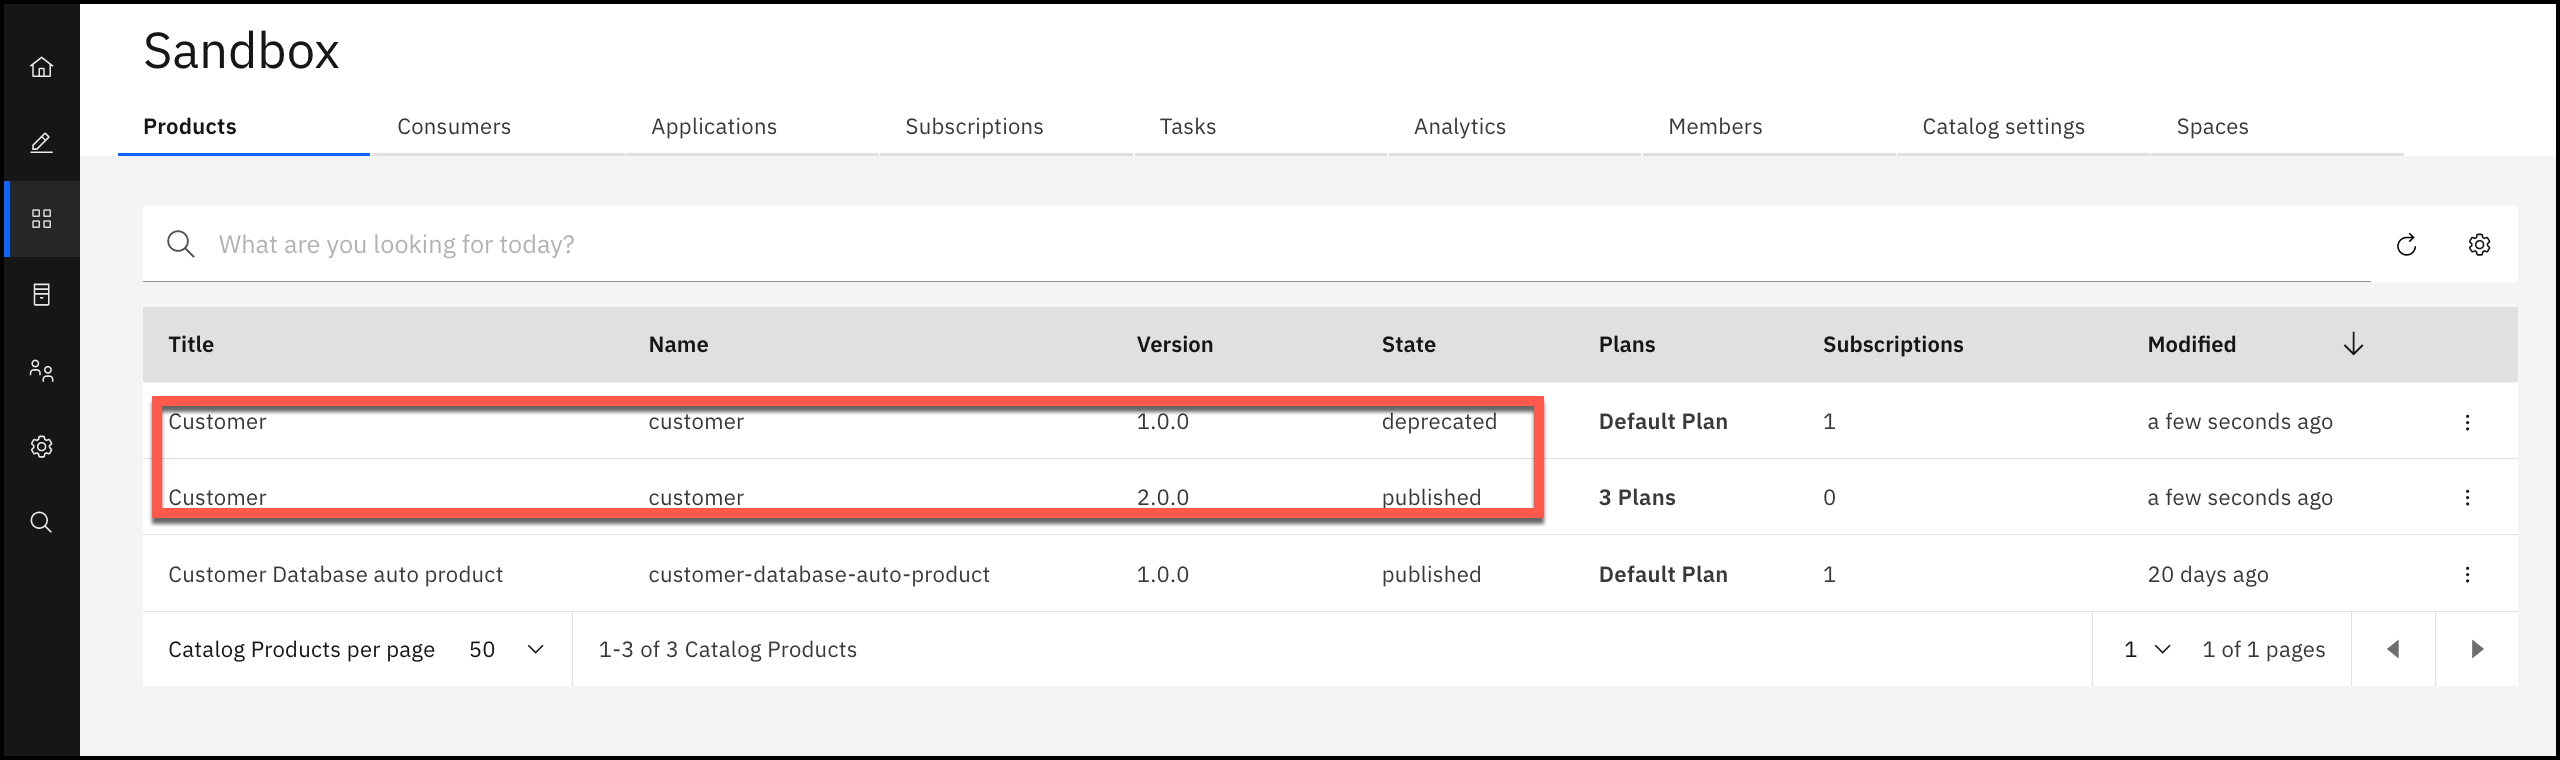 Sandbox
Products Consumers Applications Subscriptions Tasks Analytics Members Catalog settings Spaces
What are you looking for today?
Title Name Version State Plans Subscriptions Modified
Customer customer 1.0.0 deprecated Default Plan 1 a few seconds ago
Customer customer 2.0.0 published 3 Plans 0 a few seconds ago
Customer Database auto product customer-database-auto-product 1.0.0 published Default Plan 1 20 days ago
Catalog Products per page 50 1-3 of 3 Catalog Products 1 1 of 1 pages